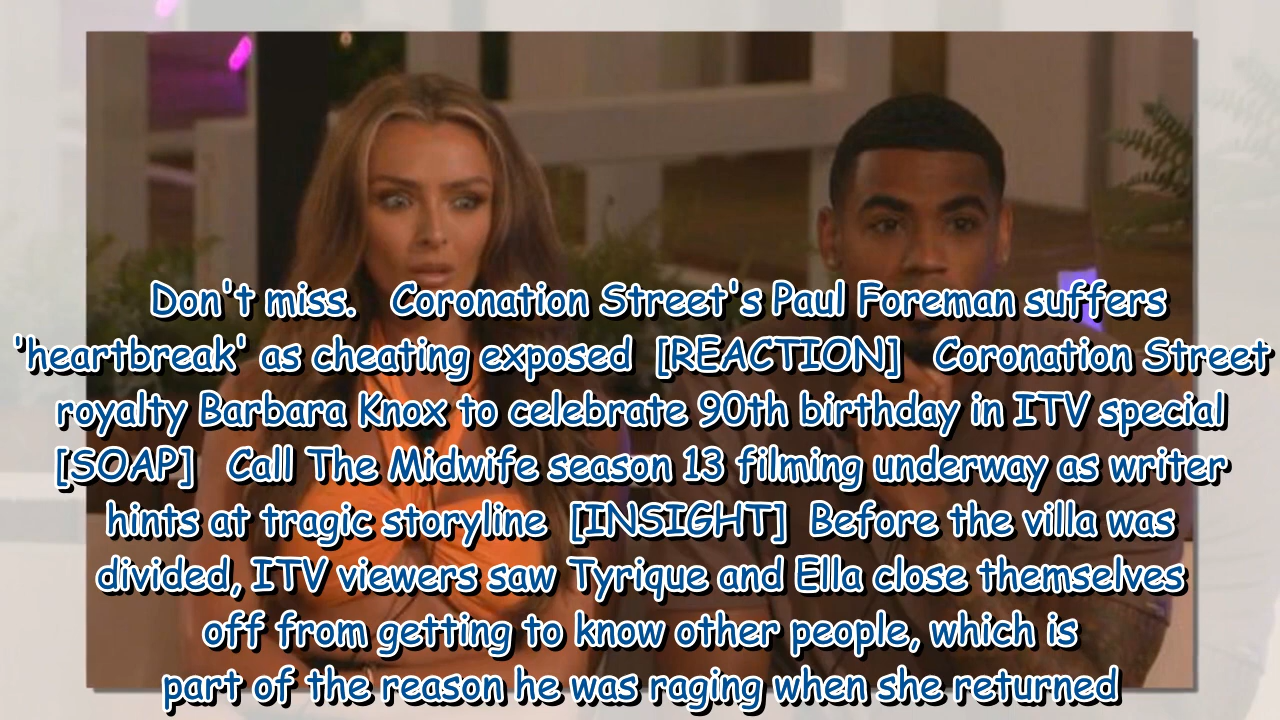 Don't miss. Coronation Street's Paul Foreman suffers
'heartbreak' as cheating exposed [REACTION] Coronation Street
royalty Barbara Knox to celebrate 90th birthday in ITV special
[SOAP] Call The Midwife season 13 filming underway as writer
hints at tragic storyline [INSIGHT] Before the villa was
divided, ITV viewers saw Tyrique and Ella close themselves
off from getting to know other people, which is
part of the reason he was raging when she returned